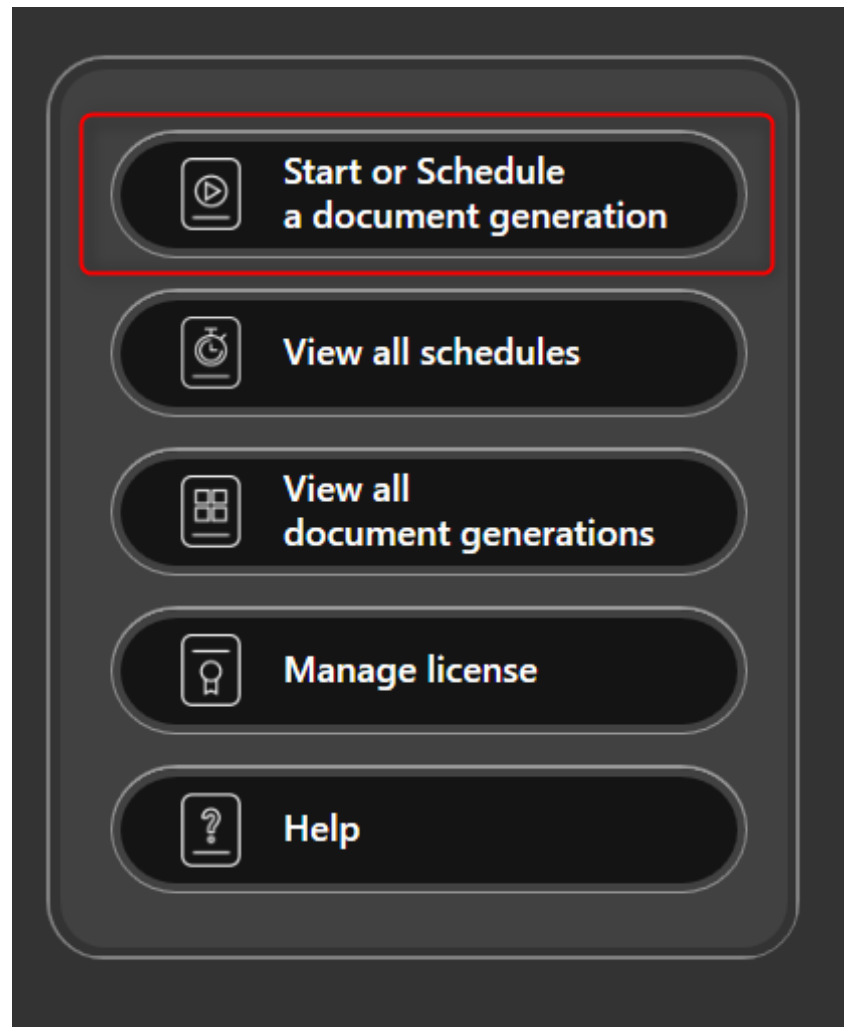 Start or Schedule
a document generation
View all schedules
View all
document generations
Manage license
Help